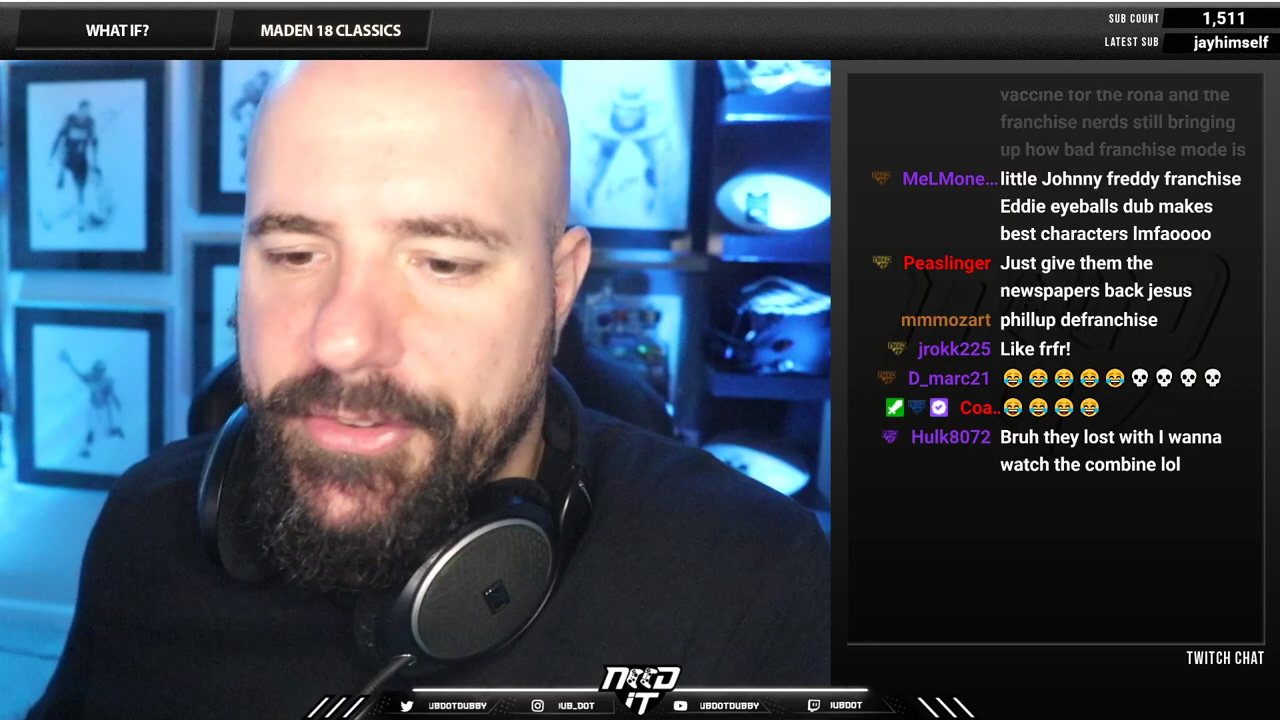 WHAT IF?
MADEN 18 CLASSICS
SUB COUNT 1,511
LATEST SUB jayhimself
vaccine for the rona and the
franchise nerds still bringing
up how bad franchise mode is
MeLMone... little Johnny freddy franchise
Eddie eyeballs dub makes
best characters lmfaoooo
Peaslinger Just give them the
newspapers back jesus
mmmozart phillup defranchise
jrokk225 Like frfr!
D_marc21 😂😂😂😂😂💀💀💀💀
Coa.. 😂😂😂😂
Hulk8072 Bruh they lost with I wanna
watch the combine lol
TWITCH CHAT
NEED
IT
UBDOTDUBBY
UB_DOT
UBDOTDUBBY
UBDOT